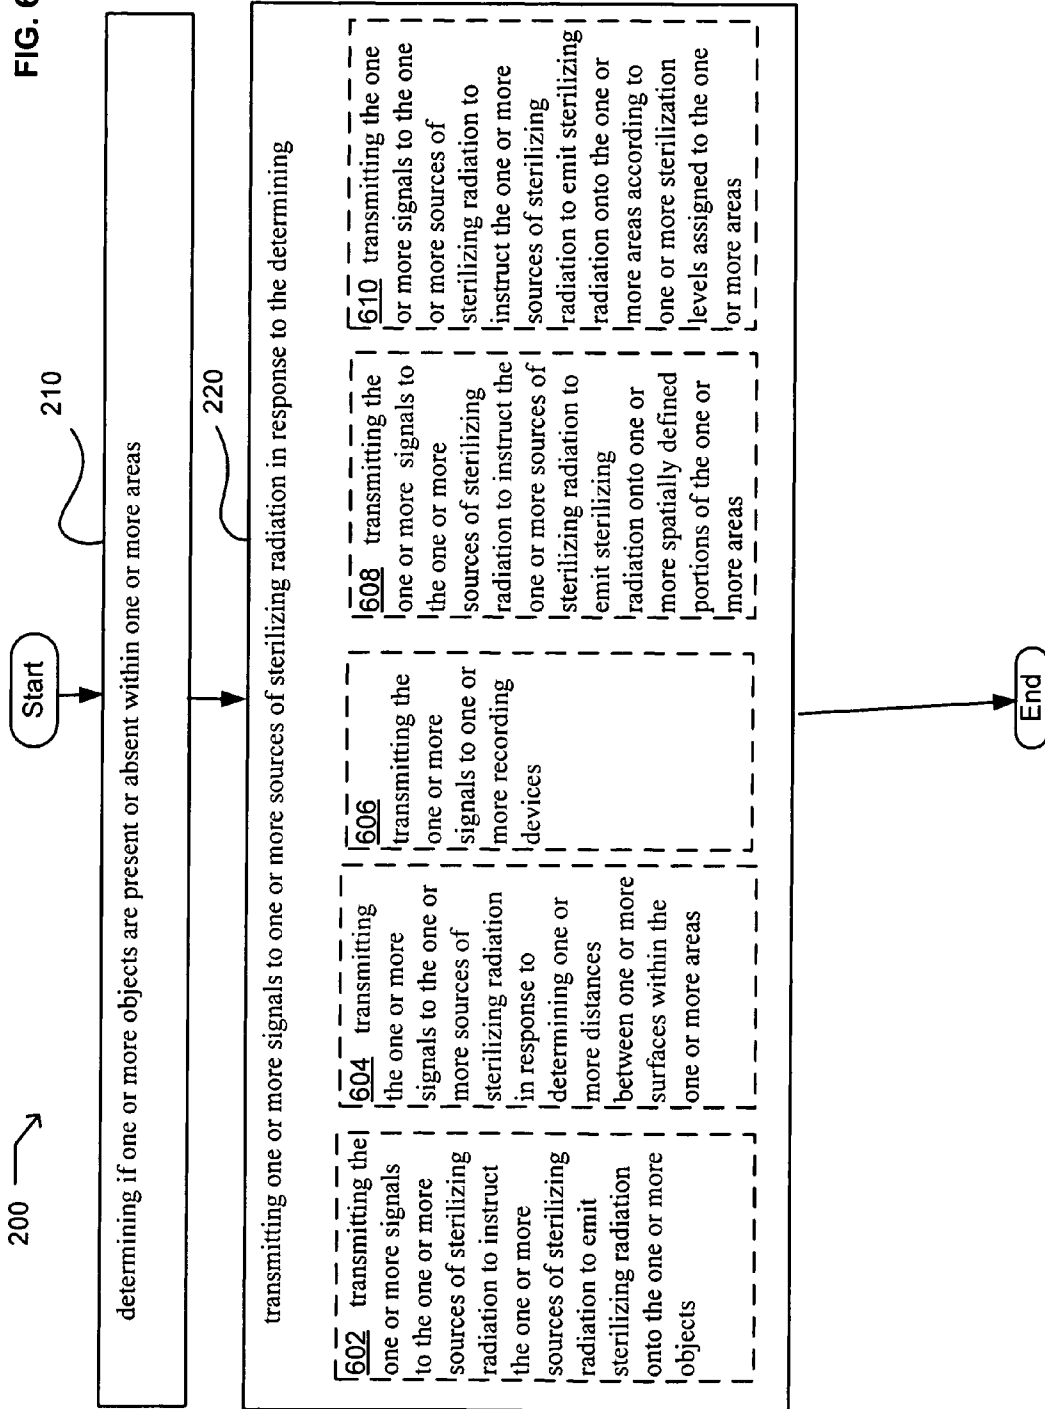 FIG. 6
200
Start
210
determining if one or more objects are present or absent within one or more areas
220
transmitting one or more signals to one or more sources of sterilizing radiation in response to the determining
602 transmitting the
one or more signals
to the one or more
sources of sterilizing
radiation to instruct
the one or more
sources of sterilizing
radiation to emit
sterilizing radiation
onto the one or more
objects
604 transmitting
the one or more
signals to the one or
more sources of
sterilizing radiation
in response to
determining one or
more distances
between one or more
surfaces within the
one or more areas
606
transmitting the
one or more
signals to one or
more recording
devices
608 transmitting the
one or more signals to
the one or more
sources of sterilizing
radiation to instruct the
one or more sources of
sterilizing radiation to
emit sterilizing
radiation onto one or
more spatially defined
portions of the one or
more areas
610 transmitting the one
or more signals to the one
or more sources of
sterilizing radiation to
instruct the one or more
sources of sterilizing
radiation to emit sterilizing
radiation onto the one or
more areas according to
one or more sterilization
levels assigned to the one
or more areas
End